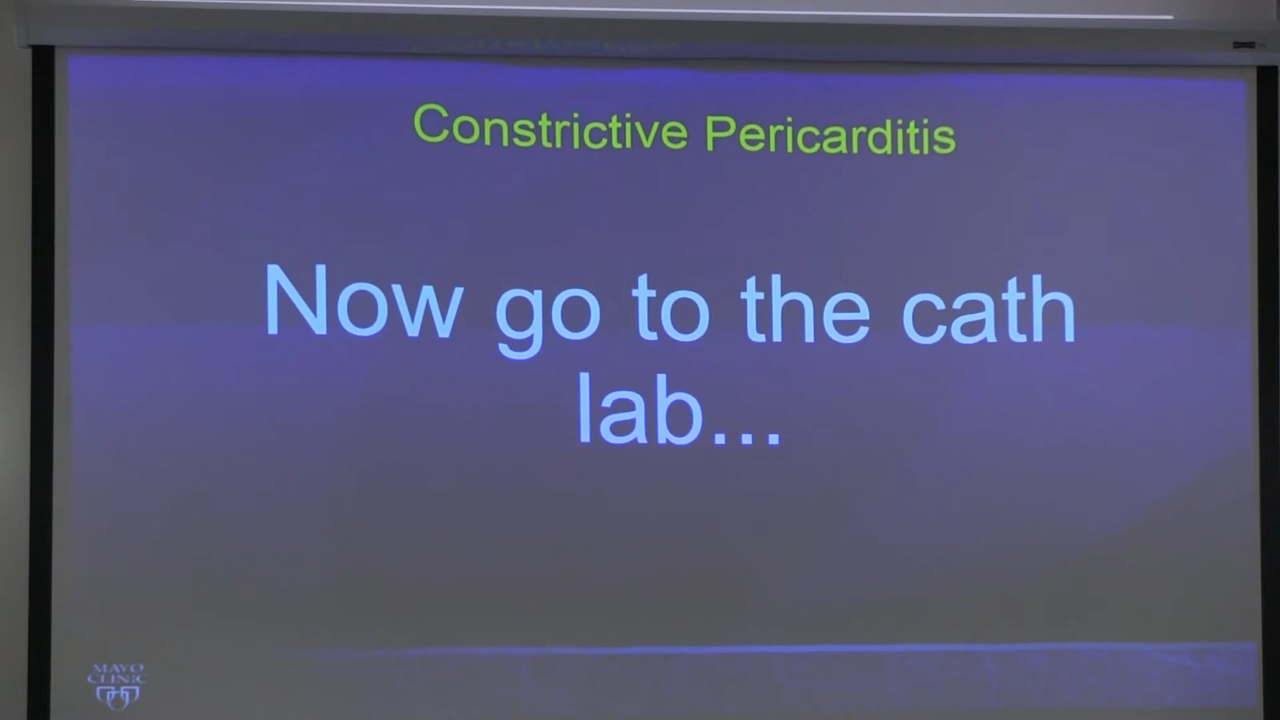 Constrictive Pericarditis
Now go to the cath
lab...
MAYO
CLINIC